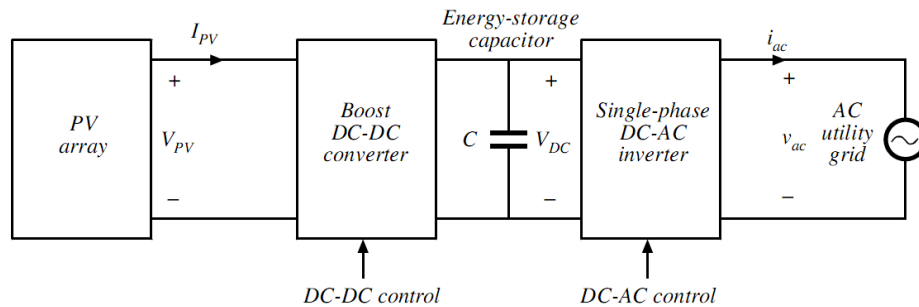 Energy-storage
capacitor
I_PV
i_ac
+
+
+
PV
array
V_PV
Boost
DC-DC
converter
C
V_DC
Single-phase
DC-AC
inverter
v_ac
AC
utility
grid
–
–
–
DC-DC control
DC-AC control